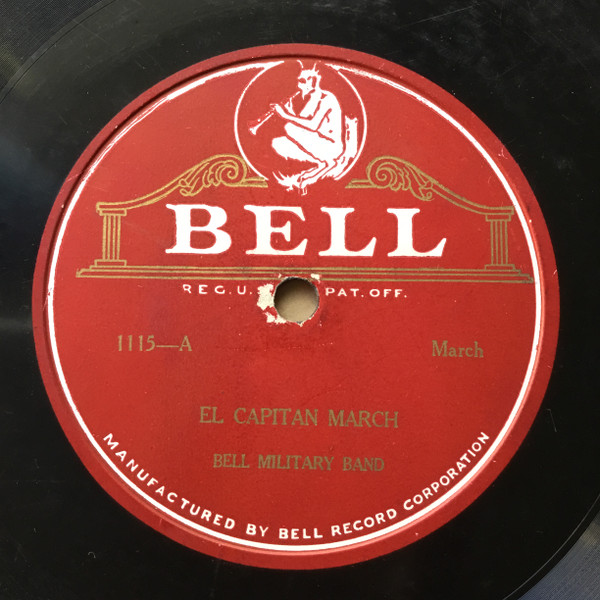 BELL
REG. U. PAT. OFF.
1115—A
March
EL CAPITAN MARCH
BELL MILITARY BAND
MANUFACTURED BY BELL RECORD CORPORATION